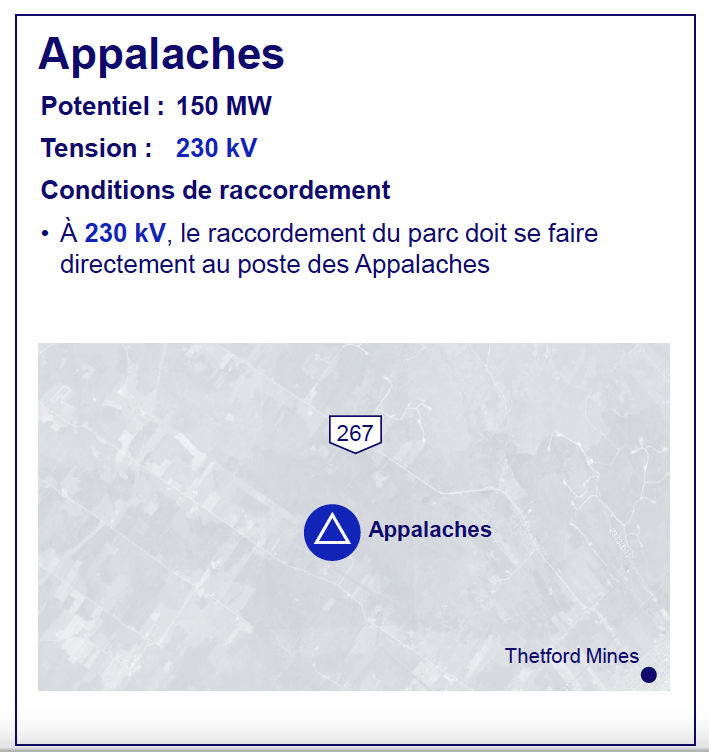 Appalaches
Potentiel : 150 MW
Tension : 230 kV
Conditions de raccordement
• À 230 kV, le raccordement du parc doit se faire
directement au poste des Appalaches
267
Appalaches
Thetford Mines